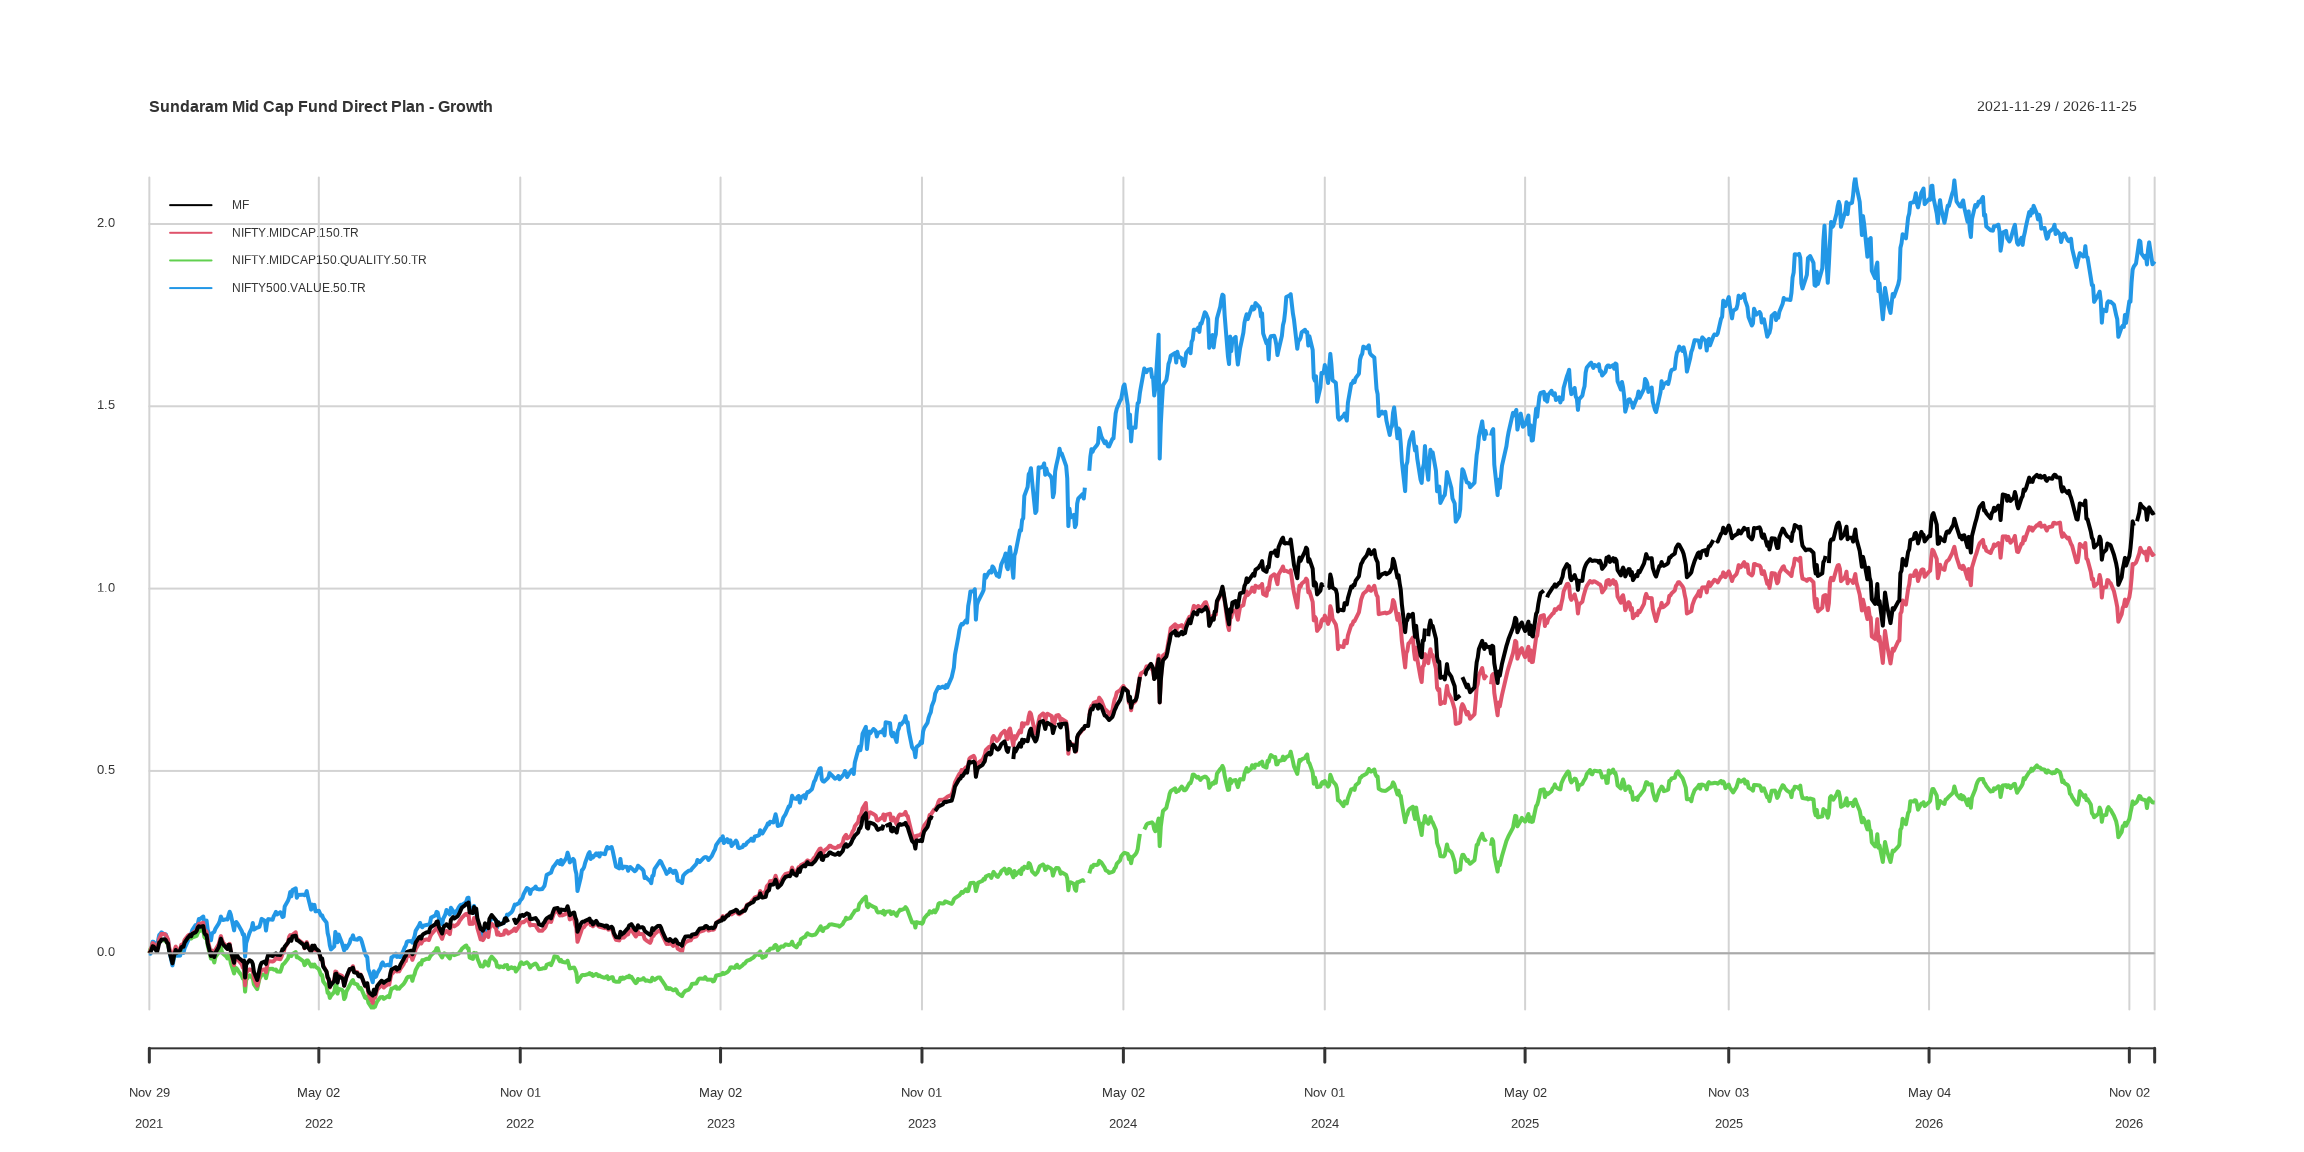 Sundaram Mid Cap Fund Direct Plan - Growth
2021-11-29 / 2026-11-25
MF
NIFTY.MIDCAP.150.TR
NIFTY.MIDCAP150.QUALITY.50.TR
NIFTY500.VALUE.50.TR
2.0
1.5
1.0
0.5
0.0
Nov 29 May 02 Nov 01 May 02 Nov 01 May 02 Nov 01 May 02 Nov 03 May 04 Nov 02
2021 2022 2022 2023 2023 2024 2024 2025 2025 2026 2026